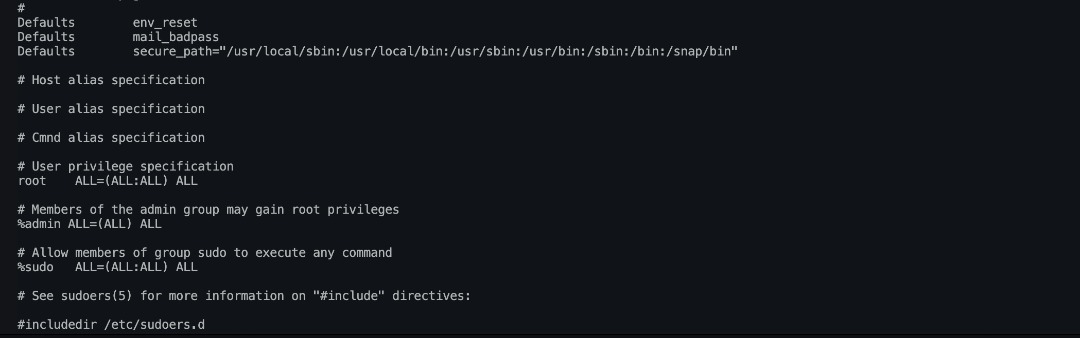 #
Defaults        env_reset
Defaults        mail_badpass
Defaults        secure_path="/usr/local/sbin:/usr/local/bin:/usr/sbin:/usr/bin:/sbin:/bin:/snap/bin"
# Host alias specification
# User alias specification
# Cmnd alias specification
# User privilege specification
root    ALL=(ALL:ALL) ALL
# Members of the admin group may gain root privileges
%admin ALL=(ALL) ALL
# Allow members of group sudo to execute any command
%sudo   ALL=(ALL:ALL) ALL
# See sudoers(5) for more information on "#include" directives:
#includedir /etc/sudoers.d